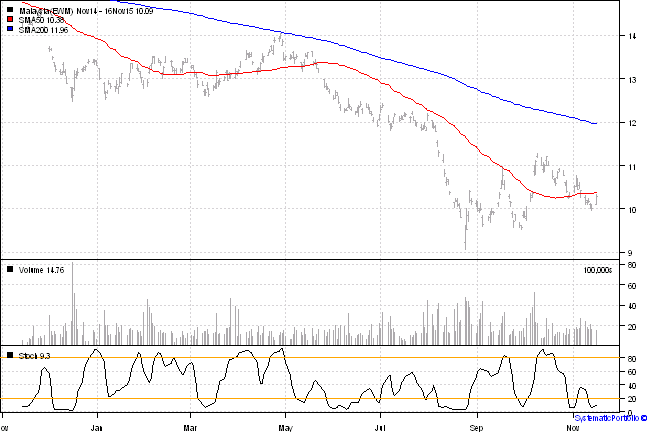 Malaysia(EWM) Nov14 - 16Nov15 10.09
SMA50 10.38
SMA200 11.96
14
13
12
11
10
9
Volume 14.76
100,000s
80
60
40
20
Stoch 9.3
80
60
40
20
0
Jan
Mar
May
Jul
Sep
Nov
SystematicPortfolio ©